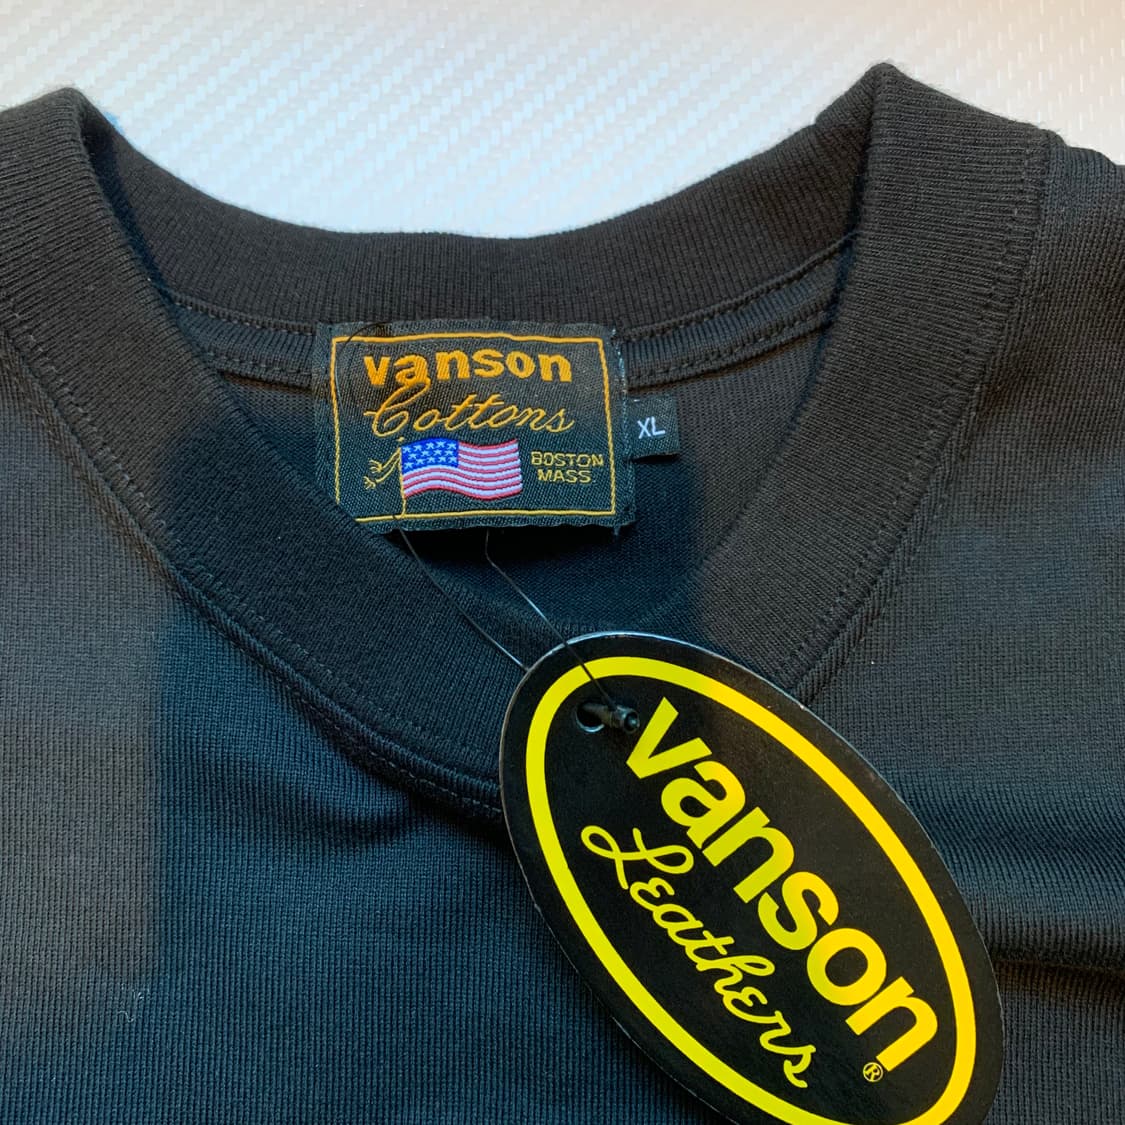 vanson
Cottons
BOSTON
MASS
XL
vanson
Leathers
®